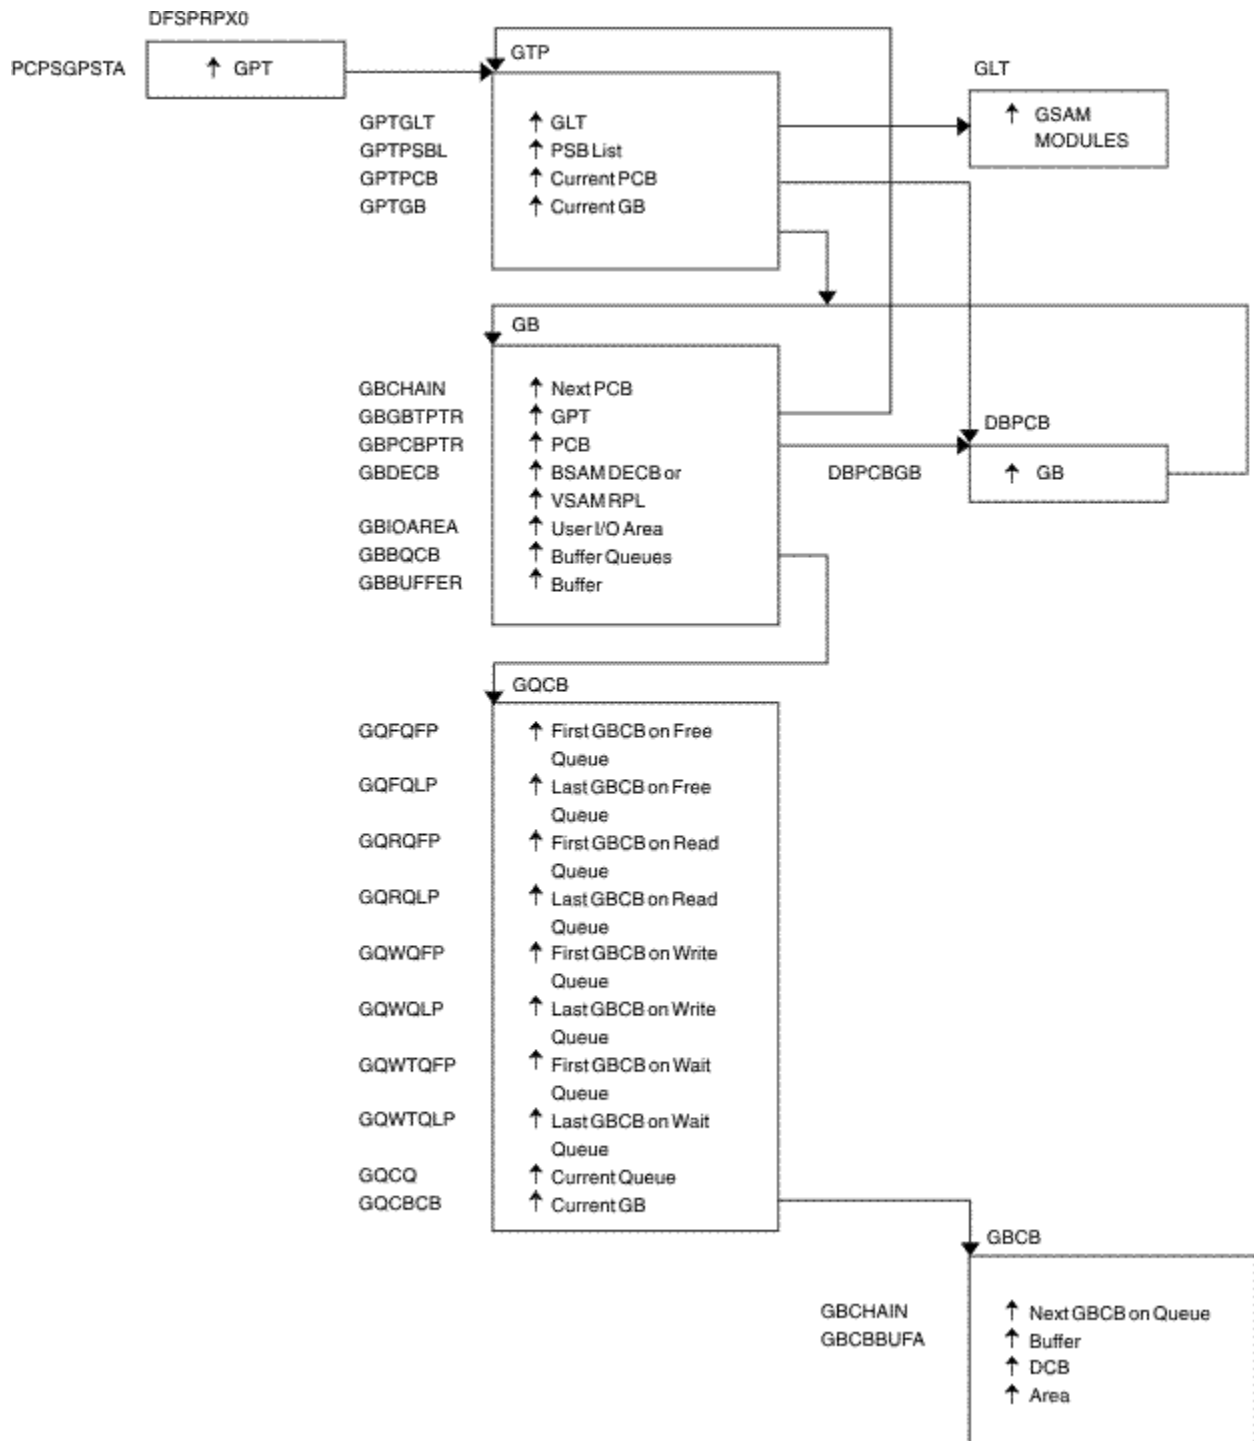 DFSPRPX0
PCPSGPSTA ↑ GPT
GTP
GLT
GPTGLT ↑ GLT
GPTPSBL ↑ PSB List
GPTPCB ↑ Current PCB
GPTGB ↑ Current GB
↑ GSAM
MODULES
GB
GBCHAIN ↑ Next PCB
GBGBTPTR ↑ GPT
GBPCBPTR ↑ PCB
GBDECB ↑ BSAM DECB or
↑ VSAM RPL
GBIOAREA ↑ User I/O Area
GBBQCB ↑ Buffer Queues
GBBUFFER ↑ Buffer
DBPCB
DBPCBGB ↑ GB
GQCB
GQFQFP ↑ First GBCB on Free
Queue
GQFQLP ↑ Last GBCB on Free
Queue
GQRQFP ↑ First GBCB on Read
Queue
GQRQLP ↑ Last GBCB on Read
Queue
GQWQFP ↑ First GBCB on Write
Queue
GQWQLP ↑ Last GBCB on Write
Queue
GQWTQFP ↑ First GBCB on Wait
Queue
GQWTQLP ↑ Last GBCB on Wait
Queue
GQCQ ↑ Current Queue
GQCBCB ↑ Current GB
GBCB
GBCHAIN ↑ Next GBCB on Queue
GBCBBUFA ↑ Buffer
↑ DCB
↑ Area